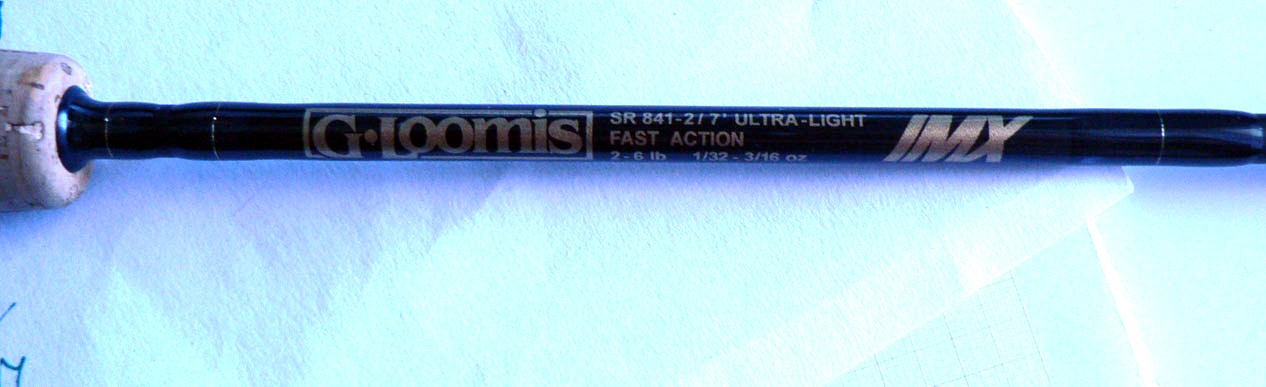 G·Loomis
SR 841-2 / 7' ULTRA-LIGHT
FAST ACTION
2-6 lb 1/32 - 3/16 oz
IMX